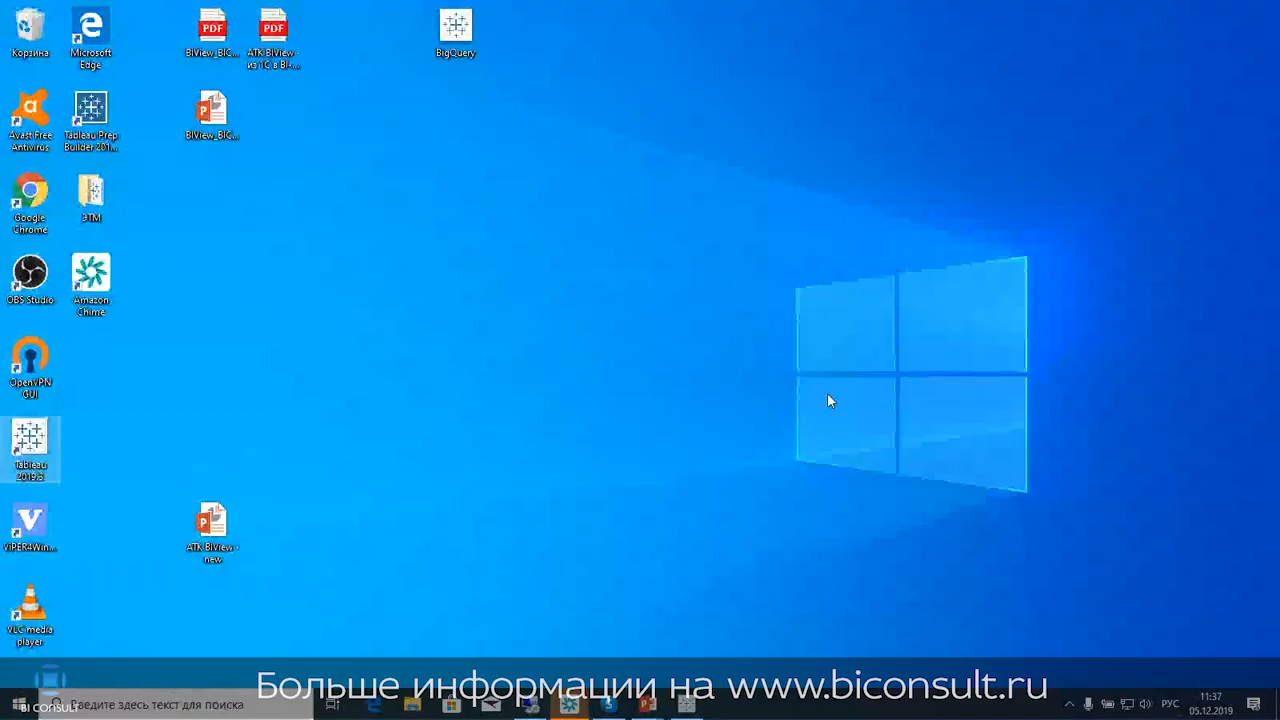 Корзина
Microsoft
Edge
BIView_BIC...
ATK BIView -
из 1С в BI-...
BigQuery
Avast Free
Antivirus
Tableau Prep
Builder 201...
BIView_BIC...
Google
Chrome
ЭТМ
OBS Studio
Amazon
Chime
OpenVPN
GUI
Tableau
2019.3
ViPER4Win...
ATK BIView -
new
VLC media
player
Больше информации на www.biconsult.ru
BI CONSULT
Введите здесь текст для поиска
РУС
11:37
05.12.2019